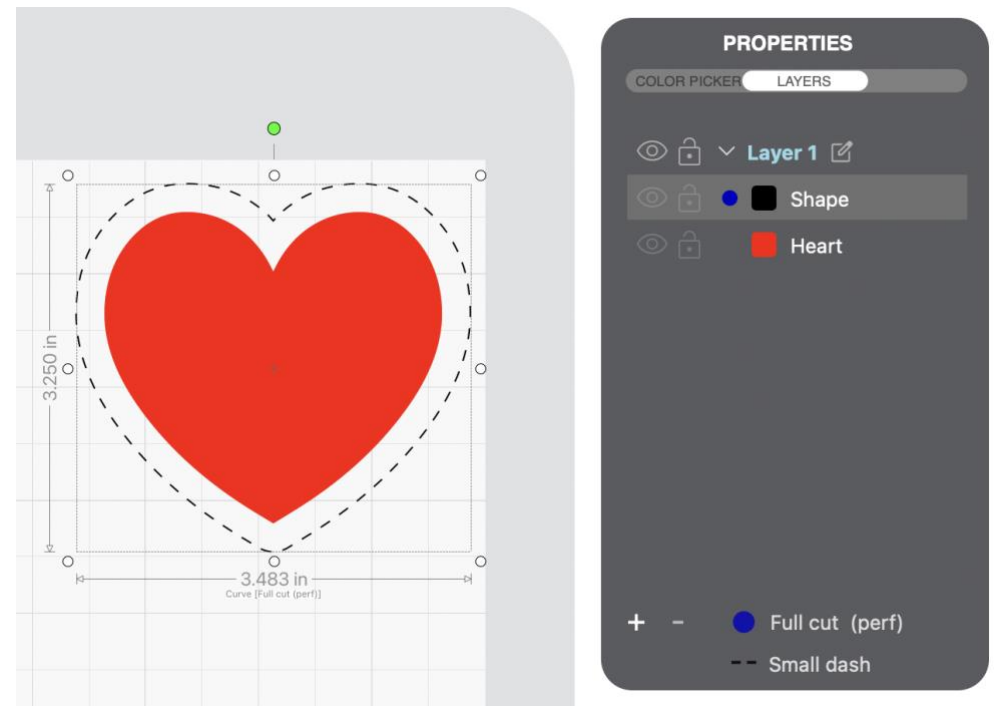 3.250 in
3.483 in
Curve [Full cut (perf)]
PROPERTIES
COLOR PICKER LAYERS
Layer 1
Shape
Heart
+ - Full cut (perf)
-- Small dash